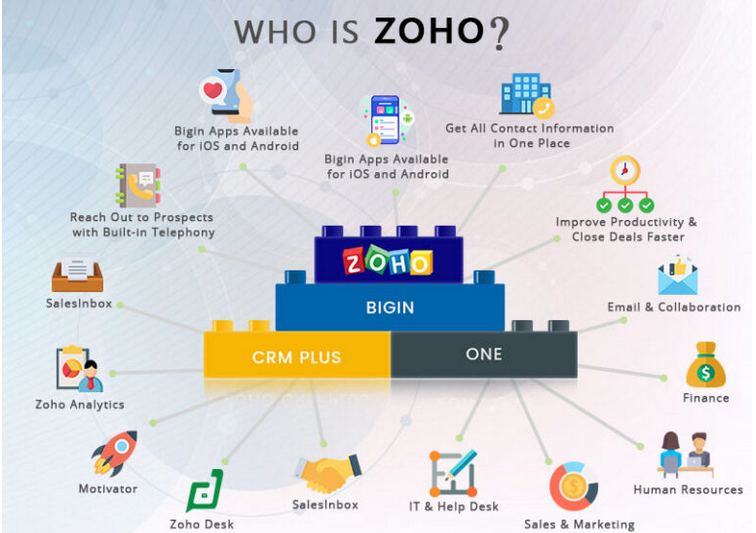 WHO IS ZOHO?
Bigin Apps Available
for iOS and Android
Bigin Apps Available
for iOS and Android
Get All Contact Information
in One Place
Reach Out to Prospects
with Built-in Telephony
Improve Productivity &
Close Deals Faster
ZOHO
SalesInbox
BIGIN
Email & Collaboration
CRM PLUS
ONE
Zoho Analytics
Finance
Motivator
Zoho Desk
SalesInbox
IT & Help Desk
Sales & Marketing
Human Resources